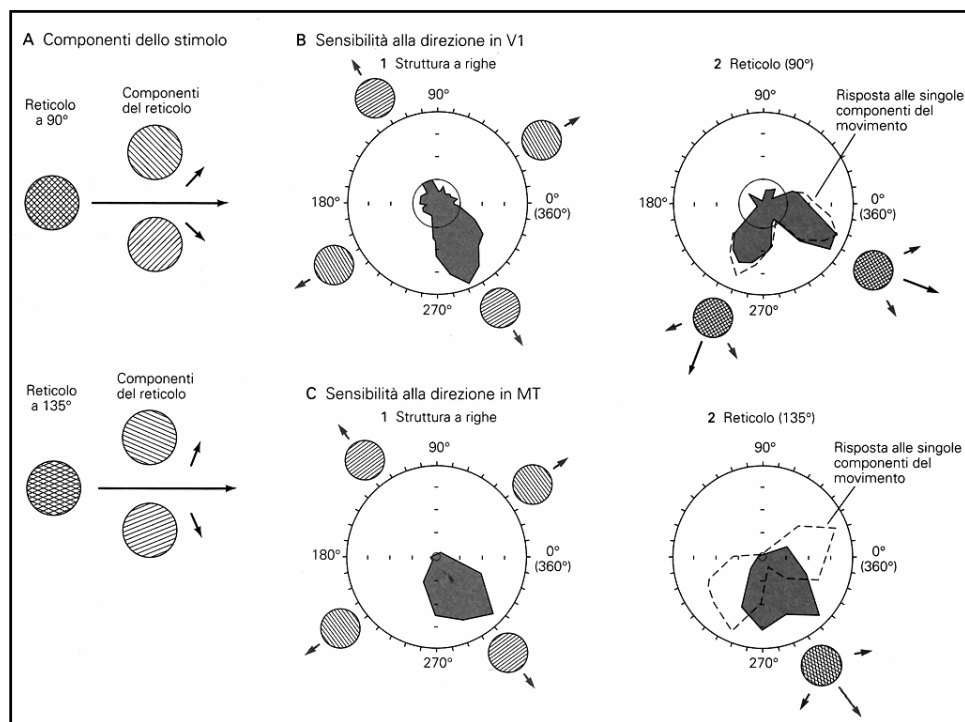 A Componenti dello stimolo
Reticolo
a 90°
Componenti
del reticolo
Reticolo
a 135°
Componenti
del reticolo
B Sensibilità alla direzione in V1
1 Struttura a righe
90°
180°
0°
(360°)
270°
2 Reticolo (90°)
90°
Risposta alle singole
componenti del
movimento
180°
0°
(360°)
270°
C Sensibilità alla direzione in MT
1 Struttura a righe
90°
180°
0°
(360°)
270°
2 Reticolo (135°)
90°
Risposta alle singole
componenti del
movimento
180°
0°
(360°)
270°